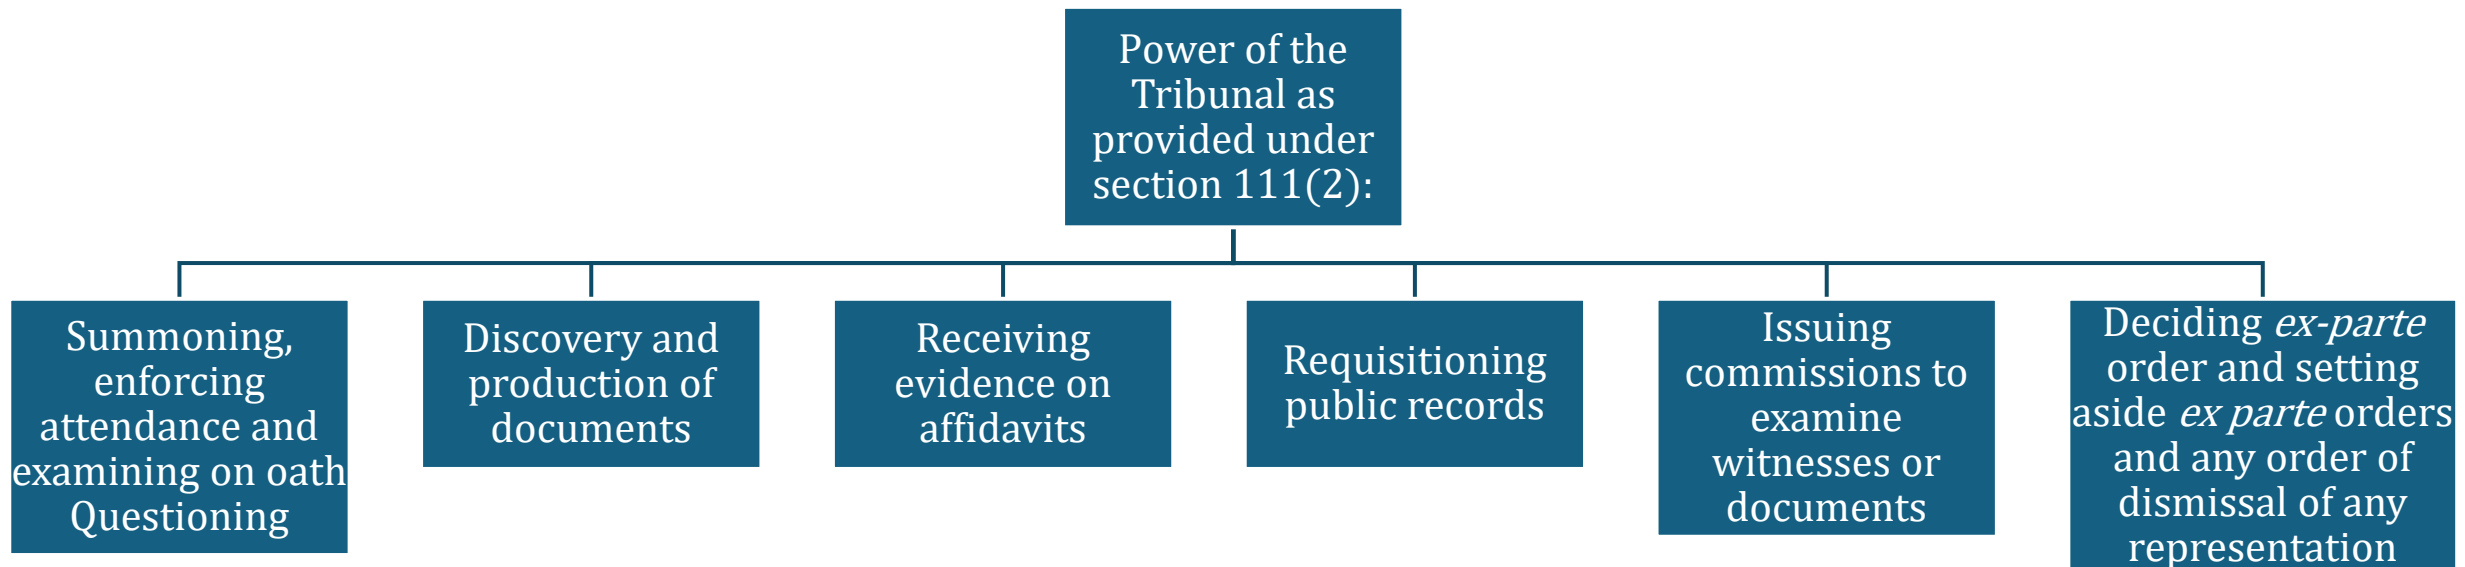 Power of the
Tribunal as
provided under
section 111(2):
Summoning,
enforcing
attendance and
examining on oath
Questioning
Discovery and
production of
documents
Receiving
evidence on
affidavits
Requisitioning
public records
Issuing
commissions to
examine
witnesses or
documents
Deciding ex-parte
order and setting
aside ex parte orders
and any order of
dismissal of any
representation